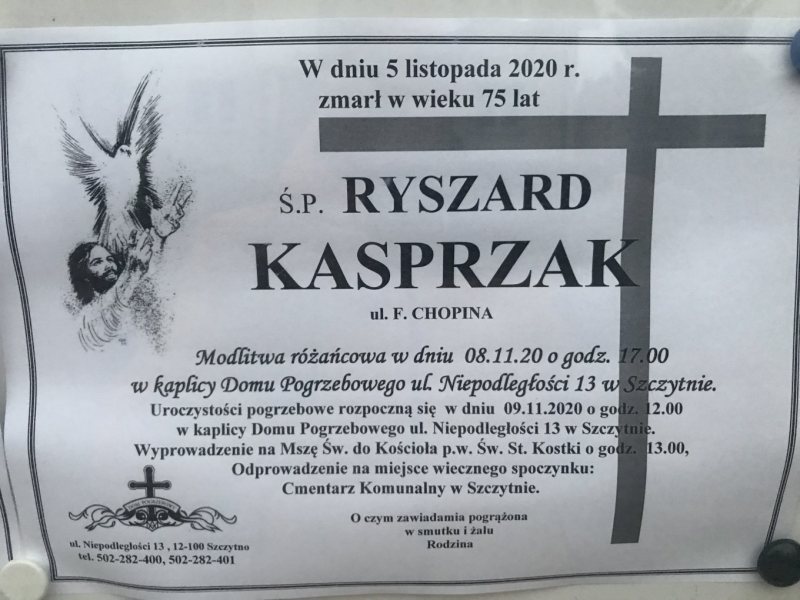 W dniu 5 listopada 2020 r.
zmarł w wieku 75 lat
Ś.P. RYSZARD
KASPRZAK
ul. F. CHOPINA
Modlitwa różańcowa w dniu 08.11.20 o godz. 17.00
w kaplicy Domu Pogrzebowego ul. Niepodległości 13 w Szczytnie.
Uroczystości pogrzebowe rozpoczną się w dniu 09.11.2020 o godz. 12.00
w kaplicy Domu Pogrzebowego ul. Niepodległości 13 w Szczytnie.
Wyprowadzenie na Mszę Św. do Kościoła p.w. Św. St. Kostki o godz. 13.00,
Odprowadzenie na miejsce wiecznego spoczynku:
Cmentarz Komunalny w Szczytnie.
O czym zawiadamia pogrążona
w smutku i żalu
Rodzina
ul. Niepodległości 13 , 12-100 Szczytno
tel. 502-282-400, 502-282-401